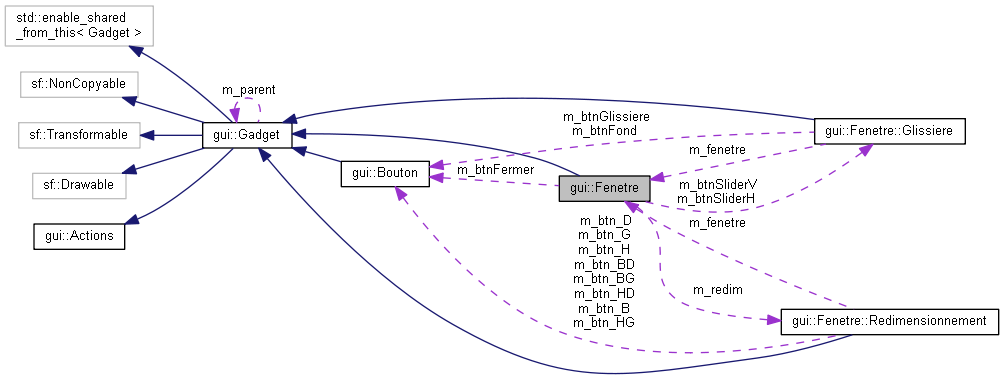 std::enable_shared
_from_this< Gadget >
sf::NonCopyable
sf::Transformable
sf::Drawable
gui::Actions
m_parent
gui::Gadget
gui::Bouton
m_btnGlissiere
m_btnFond
m_btnFermer
gui::Fenetre
gui::Fenetre::Glissiere
m_fenetre
m_btnSliderV
m_btnSliderH
m_fenetre
m_btn_D
m_btn_G
m_btn_H
m_btn_BD
m_btn_BG
m_btn_HD
m_btn_B
m_btn_HG
m_redim
gui::Fenetre::Redimensionnement